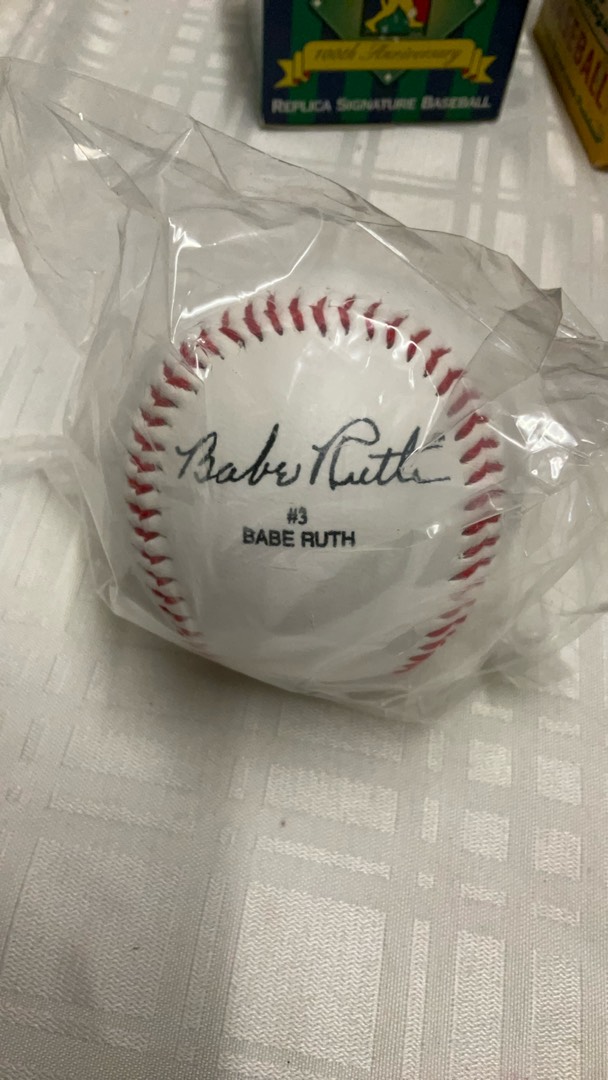 100th Anniversary
REPLICA SIGNATURE BASEBALL
Babe Ruth
#3
BABE RUTH